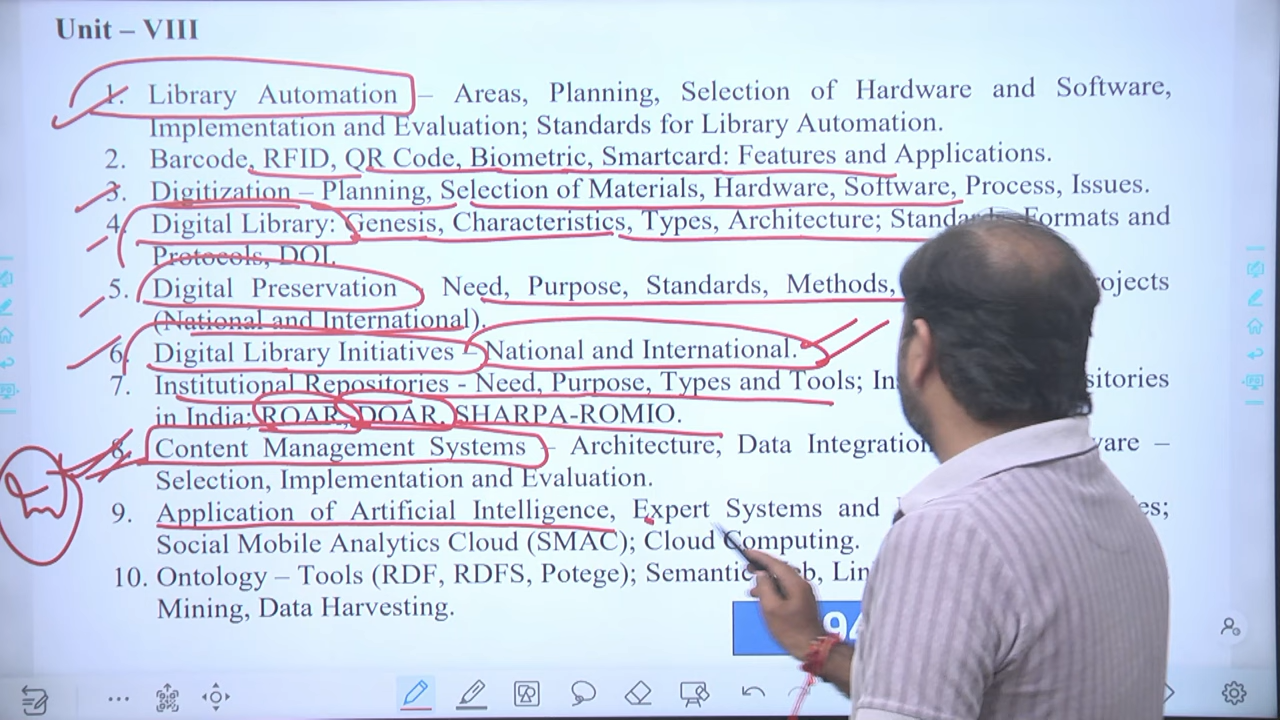 Unit – VIII
1. Library Automation – Areas, Planning, Selection of Hardware and Software,
Implementation and Evaluation; Standards for Library Automation.
2. Barcode, RFID, QR Code, Biometric, Smartcard: Features and Applications.
3. Digitization – Planning, Selection of Materials, Hardware, Software, Process, Issues.
4. Digital Library: Genesis, Characteristics, Types, Architecture; Formats and
Protocols, DOI.
5. Digital Preservation Need, Purpose, Standards, Methods,
(National and International).
6. Digital Library Initiatives – National and International.
7. Institutional Repositories - Need, Purpose, Types and Tools;
in India; ROAR, DOAR, SHARPA-ROMIO.
8. Content Management Systems – Architecture, Data –
Selection, Implementation and Evaluation.
9. Application of Artificial Intelligence, Expert Systems and
Social Mobile Analytics Cloud (SMAC); Cloud Computing.
10. Ontology – Tools (RDF, RDFS, Potege); Semantic
Mining, Data Harvesting.